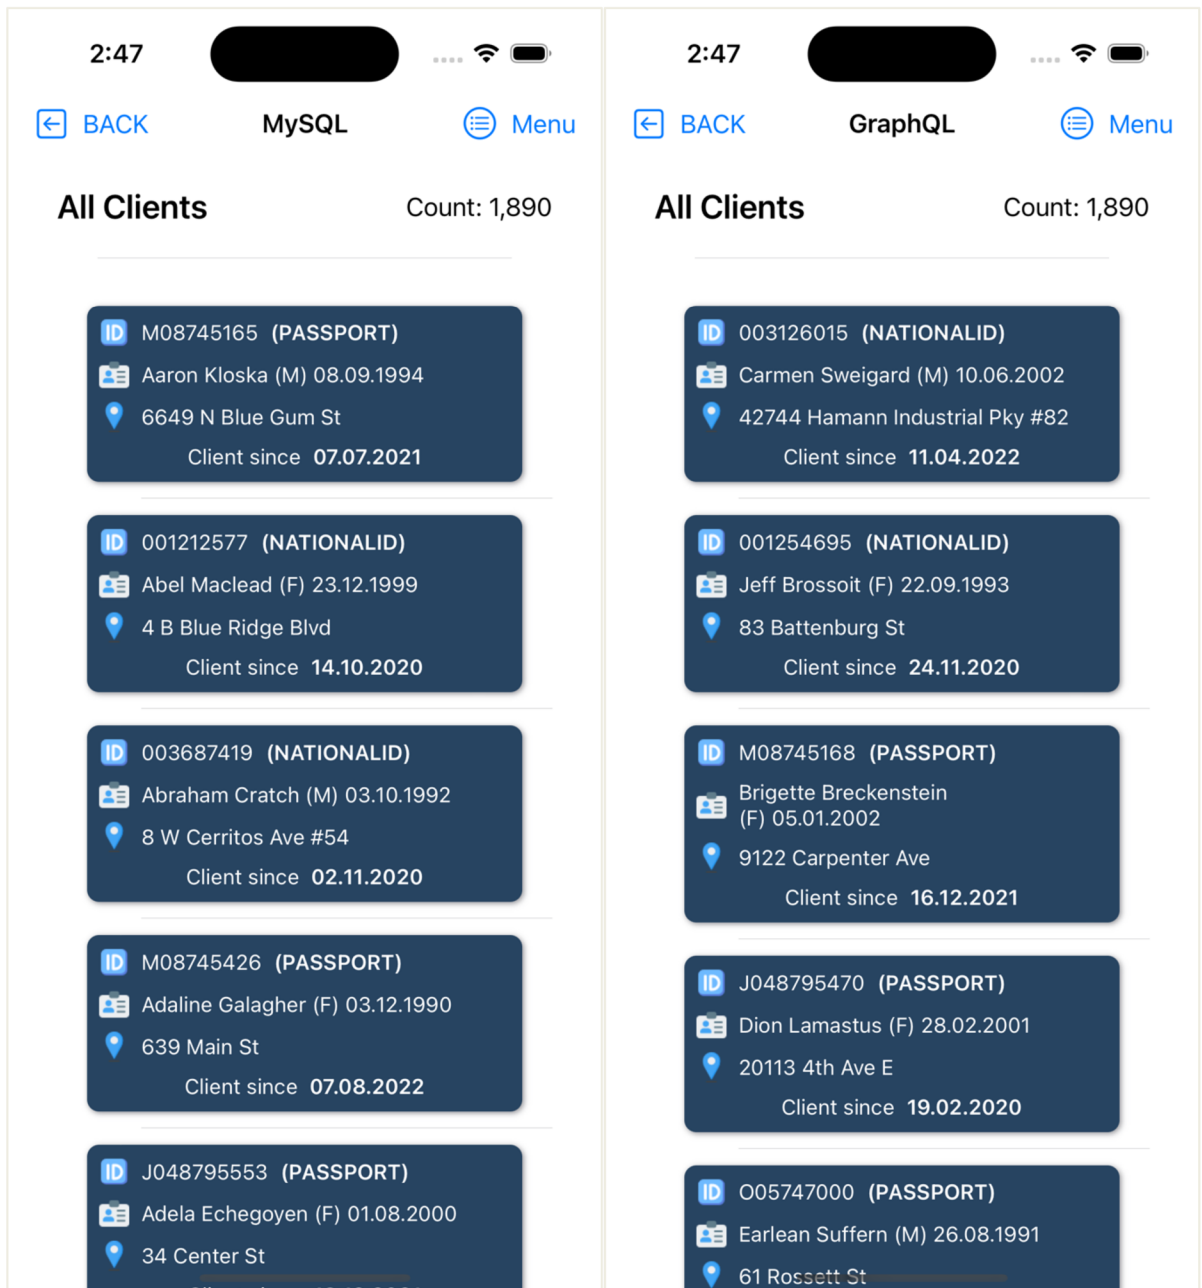 2:47
BACK
MySQL
Menu
All Clients
Count: 1,890
ID M08745165 (PASSPORT)
Aaron Kloska (M) 08.09.1994
6649 N Blue Gum St
Client since 07.07.2021
ID 001212577 (NATIONALID)
Abel Maclead (F) 23.12.1999
4 B Blue Ridge Blvd
Client since 14.10.2020
ID 003687419 (NATIONALID)
Abraham Cratch (M) 03.10.1992
8 W Cerritos Ave #54
Client since 02.11.2020
ID M08745426 (PASSPORT)
Adaline Galagher (F) 03.12.1990
639 Main St
Client since 07.08.2022
ID J048795553 (PASSPORT)
Adela Echegoyen (F) 01.08.2000
34 Center St
2:47
BACK
GraphQL
Menu
All Clients
Count: 1,890
ID 003126015 (NATIONALID)
Carmen Sweigard (M) 10.06.2002
42744 Hamann Industrial Pky #82
Client since 11.04.2022
ID 001254695 (NATIONALID)
Jeff Brossoit (F) 22.09.1993
83 Battenburg St
Client since 24.11.2020
ID M08745168 (PASSPORT)
Brigette Breckenstein
(F) 05.01.2002
9122 Carpenter Ave
Client since 16.12.2021
ID J048795470 (PASSPORT)
Dion Lamastus (F) 28.02.2001
20113 4th Ave E
Client since 19.02.2020
ID O05747000 (PASSPORT)
Earlean Suffern (M) 26.08.1991
61 Rossett St